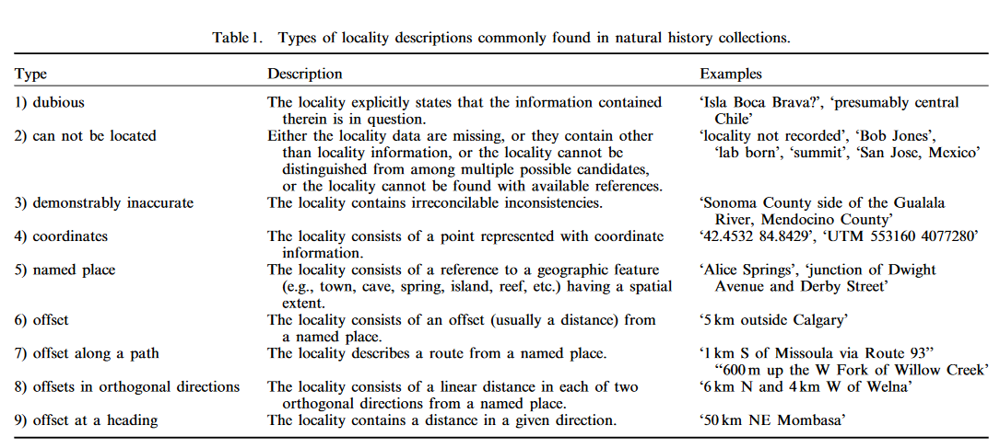 Table 1. Types of locality descriptions commonly found in natural history collections.
Type Description Examples
1) dubious The locality explicitly states that the information contained ‘Isla Boca Brava?’, ‘presumably central
therein is in question. Chile’
2) can not be located Either the locality data are missing, or they contain other ‘locality not recorded’, ‘Bob Jones’,
than locality information, or the locality cannot be ‘lab born’, ‘summit’, ‘San Jose, Mexico’
distinguished from among multiple possible candidates,
or the locality cannot be found with available references.
3) demonstrably inaccurate The locality contains irreconcilable inconsistencies. ‘Sonoma County side of the Gualala
River, Mendocino County’
4) coordinates The locality consists of a point represented with coordinate ‘42.4532 84.8429’, ‘UTM 553160 4077280’
information.
5) named place The locality consists of a reference to a geographic feature ‘Alice Springs’, ‘junction of Dwight
(e.g., town, cave, spring, island, reef, etc.) having a spatial Avenue and Derby Street’
extent.
6) offset The locality consists of an offset (usually a distance) from ‘5 km outside Calgary’
a named place.
7) offset along a path The locality describes a route from a named place. ‘1 km S of Missoula via Route 93”
“600 m up the W Fork of Willow Creek’
8) offsets in orthogonal directions The locality consists of a linear distance in each of two ‘6 km N and 4 km W of Welna’
orthogonal directions from a named place.
9) offset at a heading The locality contains a distance in a given direction. ‘50 km NE Mombasa’